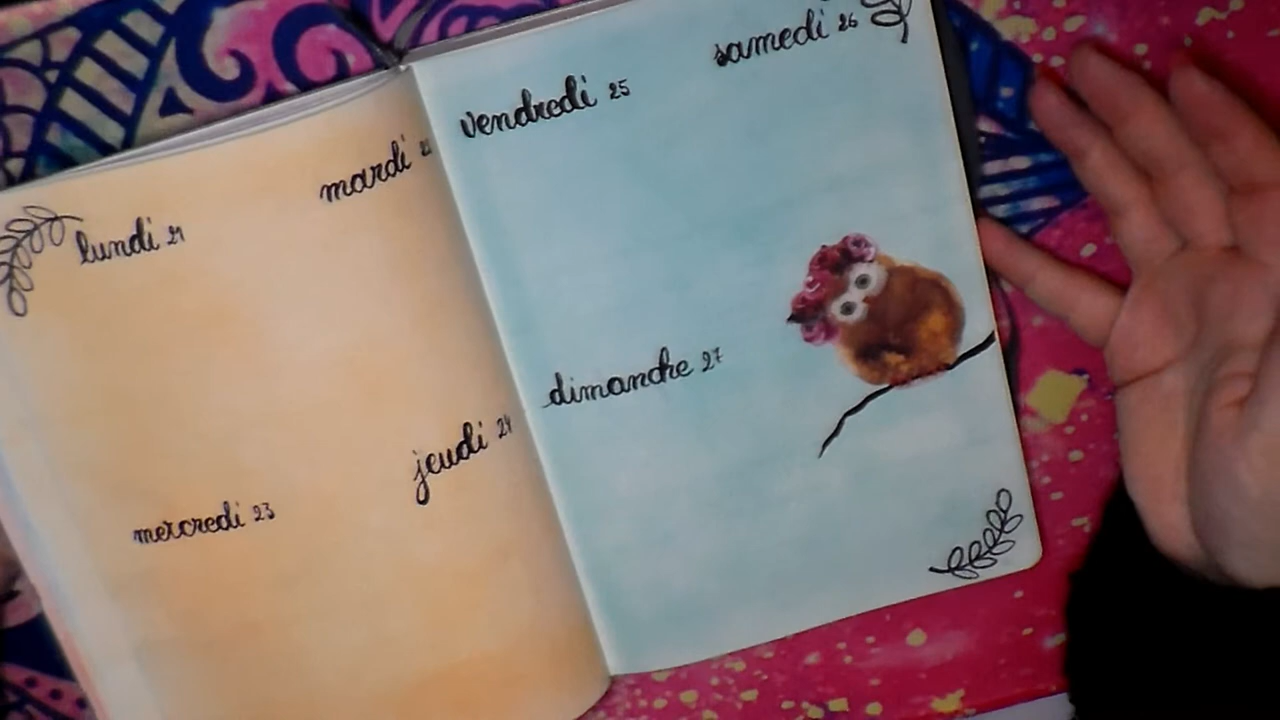 lundi 21
mardi
mercredi 23
jeudi 24
vendredi 25
samedi 26
dimanche 27